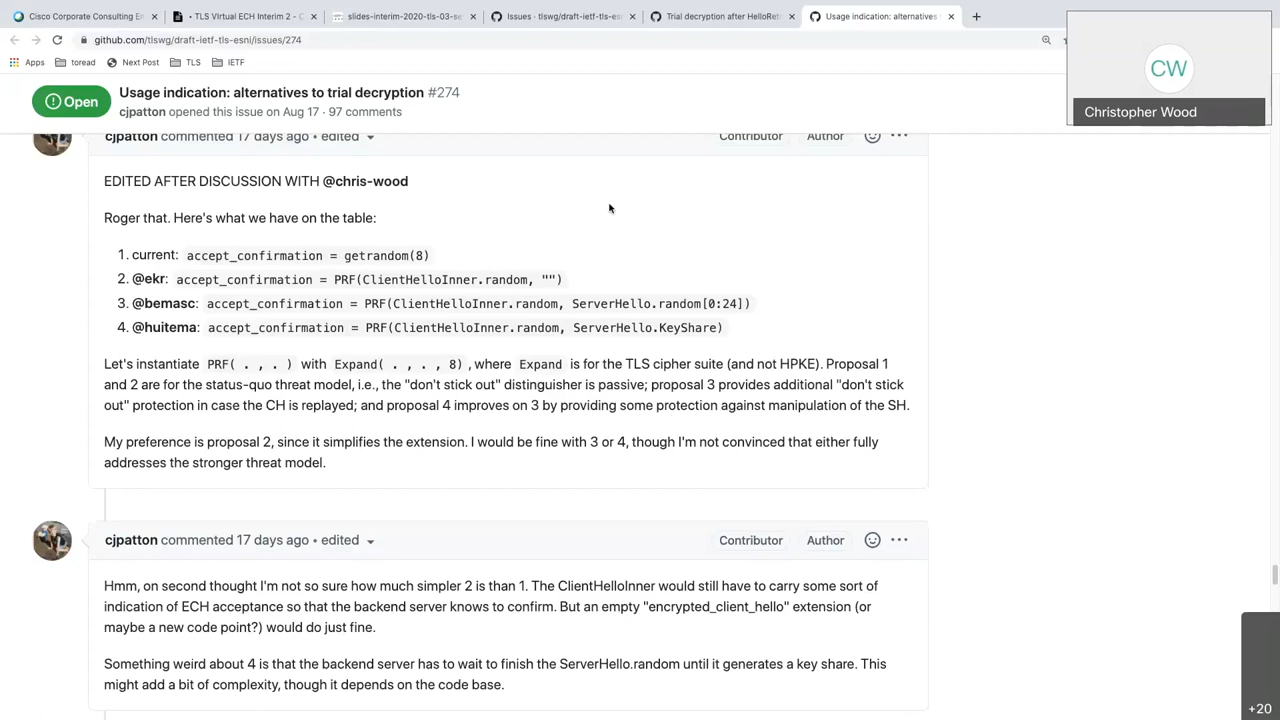 Cisco Corporate Consulting En
• TLS Virtual ECH Interim 2 - C
slides-interim-2020-tls-03-se
Issues · tlswg/draft-ietf-tls-es
Trial decryption after HelloRet
Usage indication: alternatives
github.com/tlswg/draft-ietf-tls-esni/issues/274
Apps
toread
Next Post
TLS
IETF
CW
Christopher Wood
Open
Usage indication: alternatives to trial decryption #274
cjpatton opened this issue on Aug 17 · 97 comments
cjpatton commented 17 days ago • edited
Contributor
Author
EDITED AFTER DISCUSSION WITH @chris-wood
Roger that. Here's what we have on the table:
1. current: accept_confirmation = getrandom(8)
2. @ekr: accept_confirmation = PRF(ClientHelloInner.random, "")
3. @bemasc: accept_confirmation = PRF(ClientHelloInner.random, ServerHello.random[0:24])
4. @huitema: accept_confirmation = PRF(ClientHelloInner.random, ServerHello.KeyShare)
Let's instantiate PRF( . , . ) with Expand( . , . , 8), where Expand is for the TLS cipher suite (and not HPKE). Proposal 1
and 2 are for the status-quo threat model, i.e., the "don't stick out" distinguisher is passive; proposal 3 provides additional "don't stick
out" protection in case the CH is replayed; and proposal 4 improves on 3 by providing some protection against manipulation of the SH.
My preference is proposal 2, since it simplifies the extension. I would be fine with 3 or 4, though I'm not convinced that either fully
addresses the stronger threat model.
cjpatton commented 17 days ago • edited
Contributor
Author
Hmm, on second thought I'm not so sure how much simpler 2 is than 1. The ClientHelloInner would still have to carry some sort of
indication of ECH acceptance so that the backend server knows to confirm. But an empty "encrypted_client_hello" extension (or
maybe a new code point?) would do just fine.
Something weird about 4 is that the backend server has to wait to finish the ServerHello.random until it generates a key share. This
might add a bit of complexity, though it depends on the code base.
+20